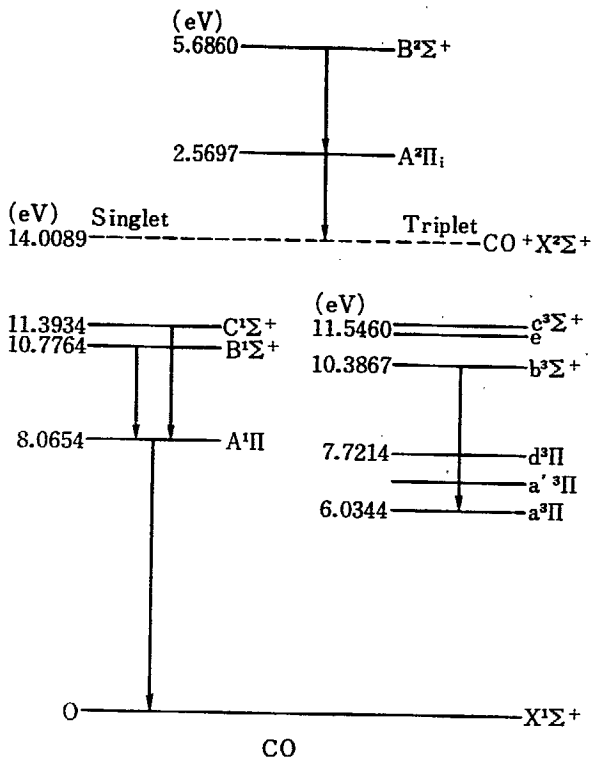 (eV)
5.6860 B²Σ⁺
2.5697 A²Πᵢ
(eV) Singlet Triplet
14.0089 CO⁺X²Σ⁺
(eV)
11.3934 C¹Σ⁺ 11.5460 c³Σ⁺
e
10.7764 B¹Σ⁺ 10.3867 b³Σ⁺
8.0654 A¹Π 7.7214 d³Π
a′³Π
6.0344 a³Π
O X¹Σ⁺
CO